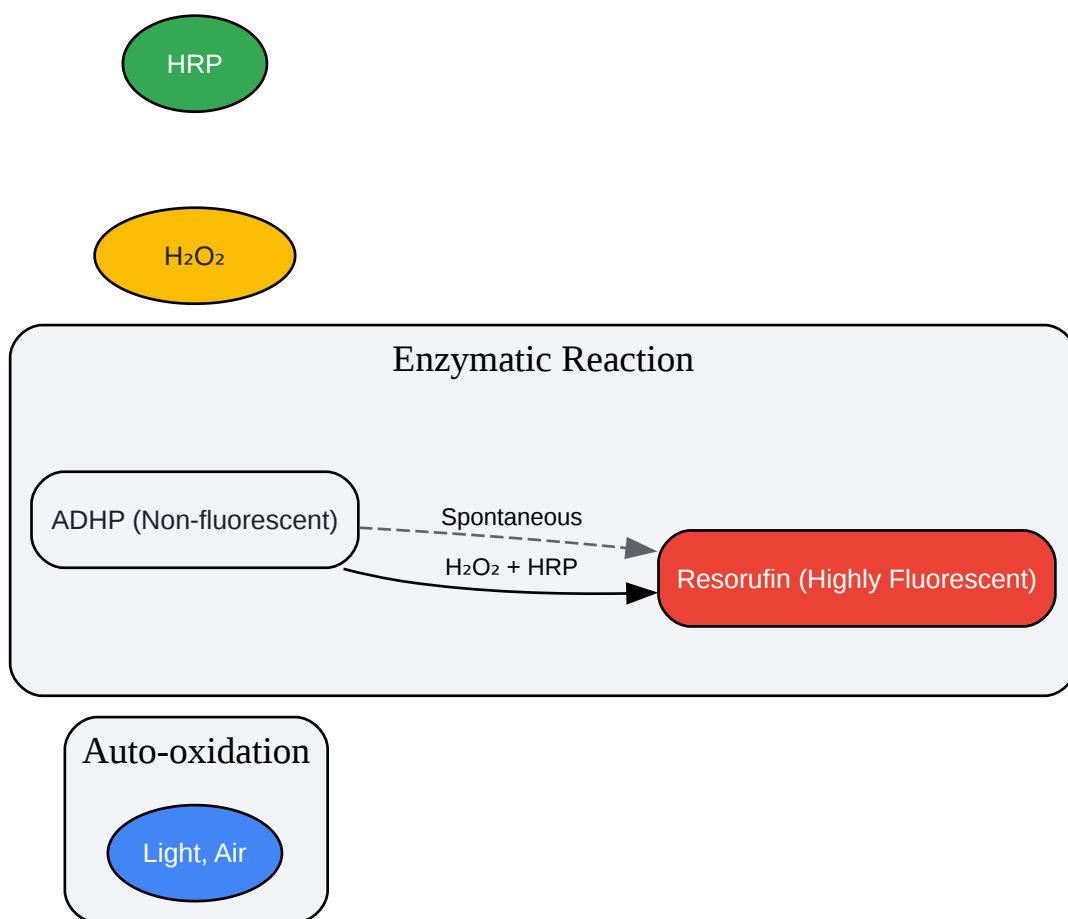 HRP
H₂O₂
Enzymatic Reaction
ADHP (Non-fluorescent)
Spontaneous
H₂O₂ + HRP
Resorufin (Highly Fluorescent)
Auto-oxidation
Light, Air